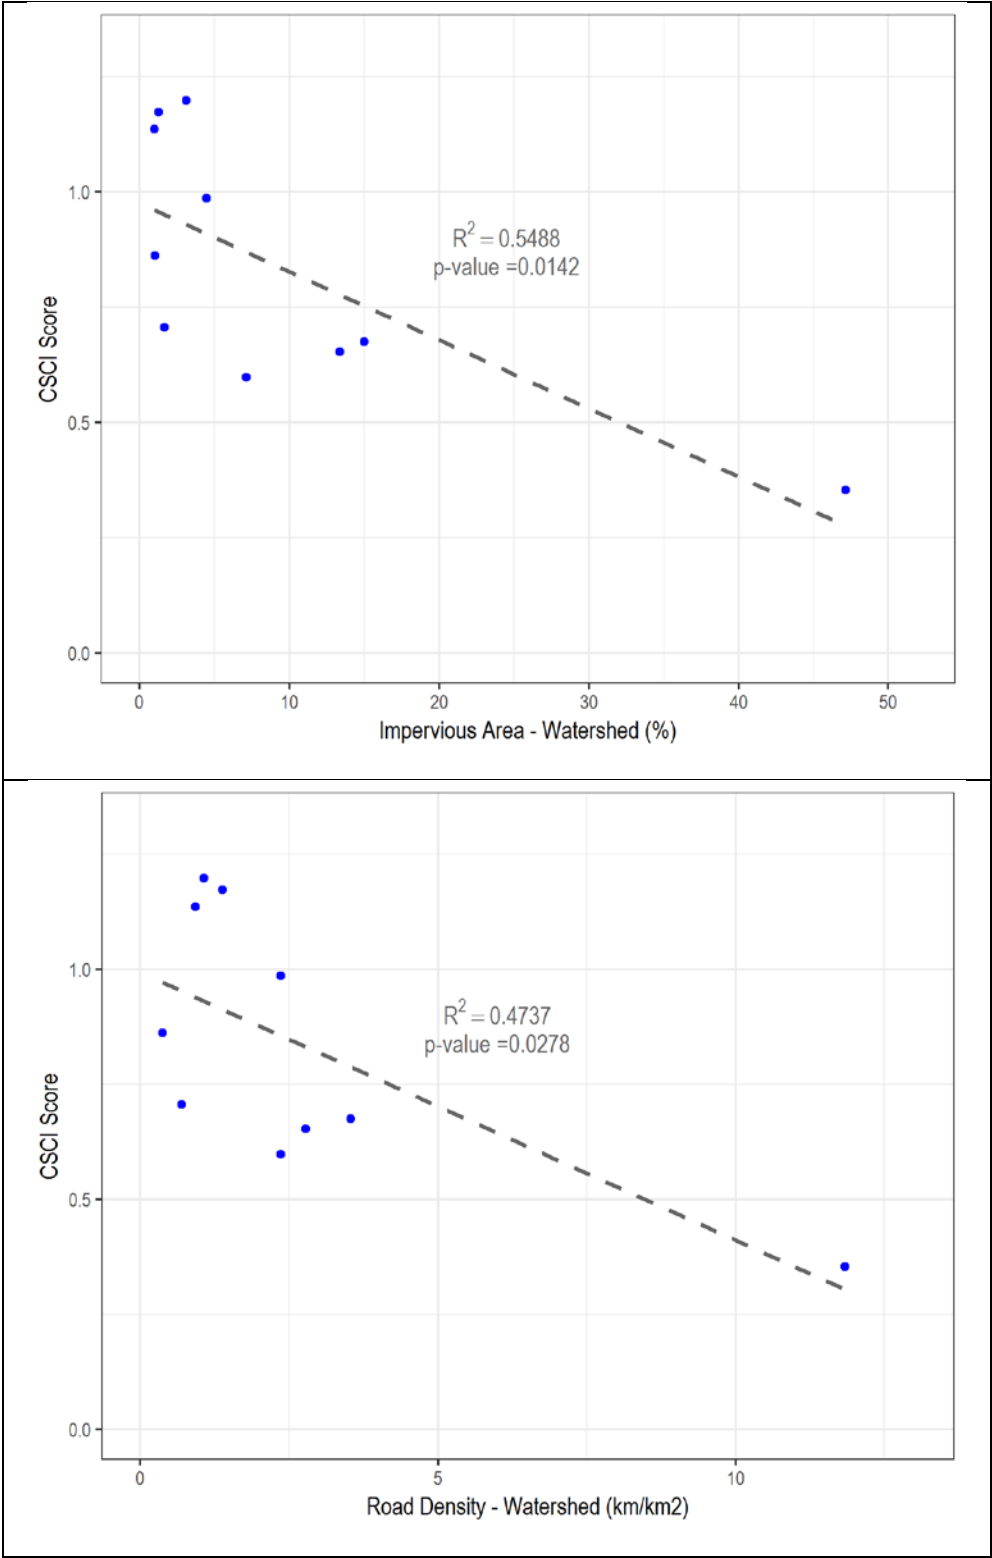 1.0
0.5
0.0
CSCI Score
R² = 0.5488
p-value =0.0142
0 10 20 30 40 50
Impervious Area - Watershed (%)
1.0
0.5
0.0
CSCI Score
R² = 0.4737
p-value =0.0278
0 5 10
Road Density - Watershed (km/km2)